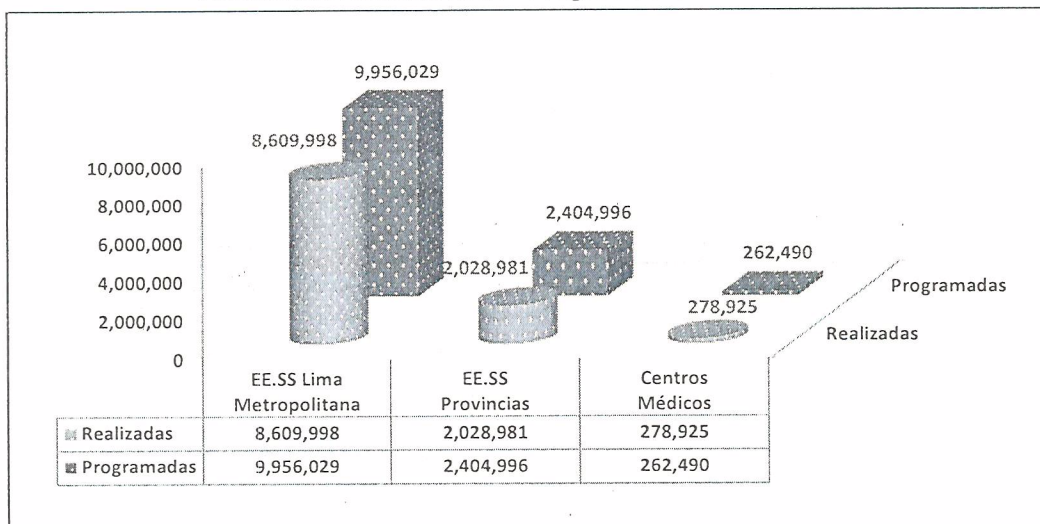 9,956,029
8,609,998
10,000,000
8,000,000
6,000,000
4,000,000
2,000,000
0
2,404,996
2,028,981
262,490
278,925
Programadas
Realizadas
EE.SS Lima Metropolitana
EE.SS Provincias
Centros Médicos
Realizadas 8,609,998 2,028,981 278,925
Programadas 9,956,029 2,404,996 262,490